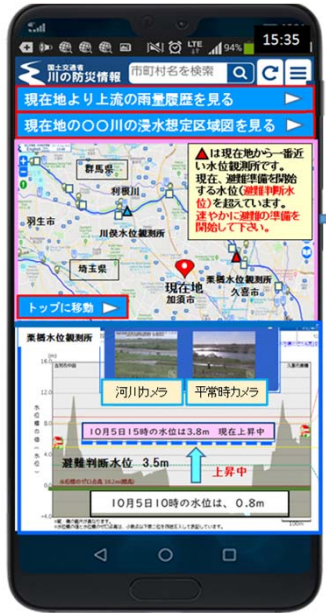 LTE
94%
15:35
国土交通省
川の防災情報
市町村名を検索
現在地より上流の雨量履歴を見る
現在地の〇〇川の浸水想定区域図を見る
▲は現在地から一番近
い水位観測所です。
現在、避難準備を開始
する水位(避難判断水
位)を超えています。
速やかに避難の準備を
開始して下さい。
群馬県
利根川
羽生市
川俣水位観測所
埼玉県
現在地
加須市
栗橋水位観測所
久喜市
トップに移動
栗橋水位観測所
河川カメラ
平常時カメラ
10月5日15時の水位は3.8m 現在上昇中
避難判断水位 3.5m
上昇中
10月5日10時の水位は、0.8m